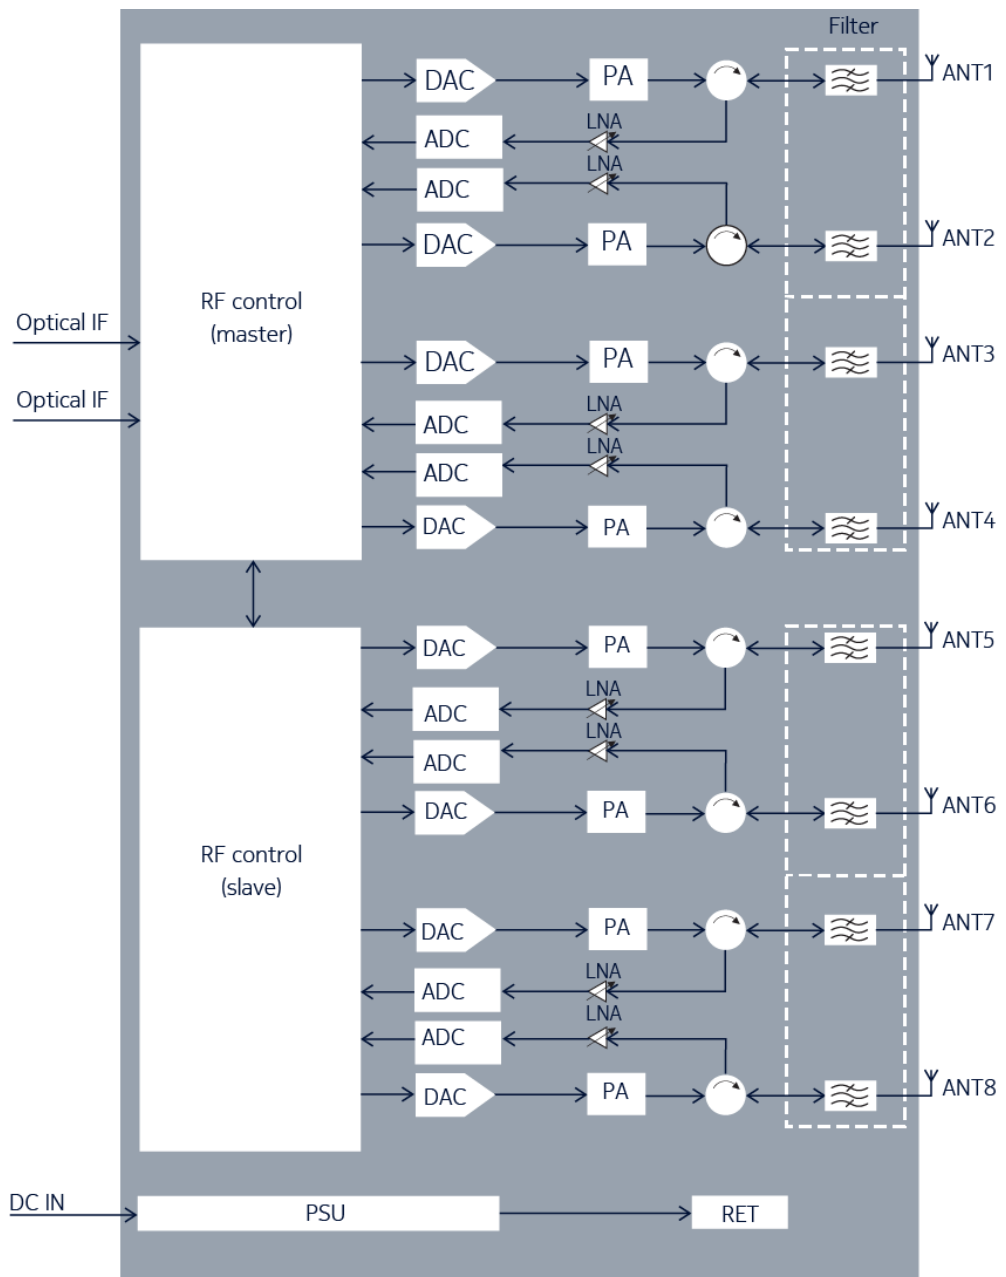 Filter
DAC
PA
ANT1
LNA
ADC
LNA
ADC
DAC
PA
ANT2
RF control
(master)
Optical IF
DAC
PA
ANT3
Optical IF
LNA
ADC
LNA
ADC
DAC
PA
ANT4
DAC
PA
ANT5
LNA
ADC
LNA
ADC
DAC
PA
ANT6
RF control
(slave)
DAC
PA
ANT7
LNA
ADC
LNA
ADC
DAC
PA
ANT8
DC IN
PSU
RET